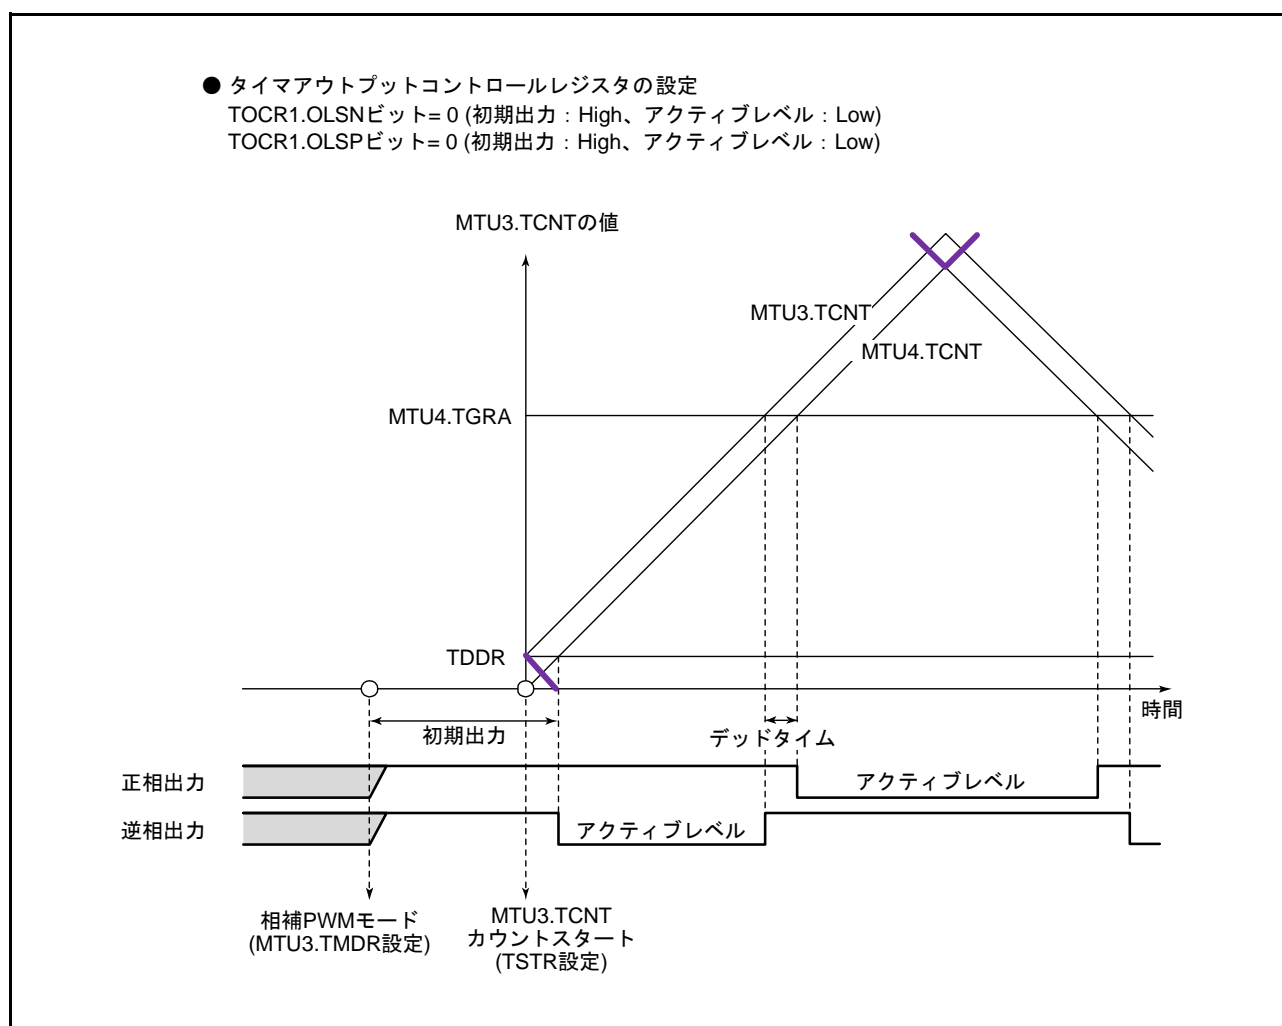 ● タイマアウトプットコントロールレジスタの設定
TOCR1.OLSNビット= 0 (初期出力：High、アクティブレベル：Low)
TOCR1.OLSPビット= 0 (初期出力：High、アクティブレベル：Low)
MTU3.TCNTの値
MTU3.TCNT
MTU4.TCNT
MTU4.TGRA
TDDR
時間
初期出力
デッドタイム
正相出力
アクティブレベル
逆相出力
アクティブレベル
相補PWMモード
(MTU3.TMDR設定)
MTU3.TCNT
カウントスタート
(TSTR設定)